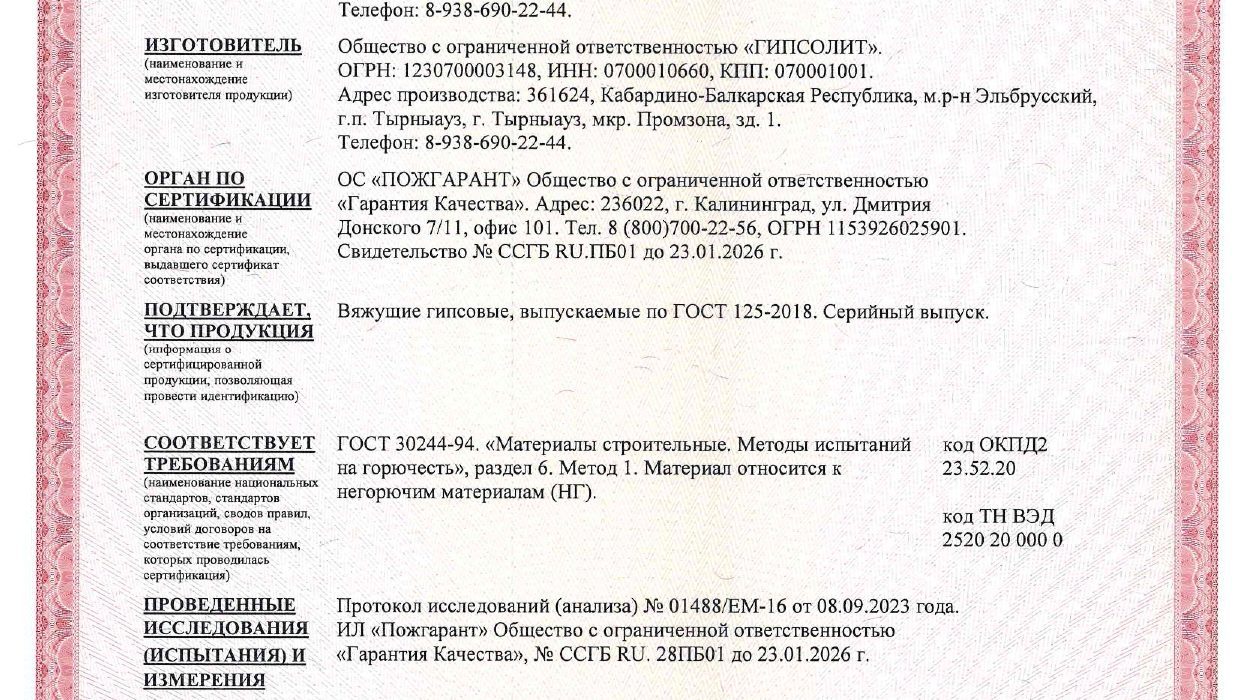 Телефон: 8-938-690-22-44.
ИЗГОТОВИТЕЛЬ
(наименование и
местонахождение
изготовителя продукции)
Общество с ограниченной ответственностью «ГИПСОЛИТ».
ОГРН: 1230700003148, ИНН: 0700010660, КПП: 070001001.
Адрес производства: 361624, Кабардино-Балкарская Республика, м.р-н Эльбрусский,
г.п. Тырныауз, г. Тырныауз, мкр. Промзона, зд. 1.
Телефон: 8-938-690-22-44.
ОРГАН ПО
СЕРТИФИКАЦИИ
(наименование и
местонахождение
органа по сертификации,
выдавшего сертификат
соответствия)
ОС «ПОЖГАРАНТ» Общество с ограниченной ответственностью
«Гарантия Качества». Адрес: 236022, г. Калининград, ул. Дмитрия
Донского 7/11, офис 101. Тел. 8 (800)700-22-56, ОГРН 1153926025901.
Свидетельство № ССГБ RU.ПБ01 до 23.01.2026 г.
ПОДТВЕРЖДАЕТ,
ЧТО ПРОДУКЦИЯ
(информация о
сертифицированной
продукции, позволяющая
провести идентификацию)
Вяжущие гипсовые, выпускаемые по ГОСТ 125-2018. Серийный выпуск.
СООТВЕТСТВУЕТ
ТРЕБОВАНИЯМ
(наименование национальных
стандартов, стандартов
организаций, сводов правил,
условий договоров на
соответствие требованиям,
которых проводилась
сертификация)
ГОСТ 30244-94. «Материалы строительные. Методы испытаний
на горючесть», раздел 6. Метод 1. Материал относится к
негорючим материалам (НГ).
код ОКПД2
23.52.20
код ТН ВЭД
2520 20 000 0
ПРОВЕДЕННЫЕ
ИССЛЕДОВАНИЯ
(ИСПЫТАНИЯ) И
ИЗМЕРЕНИЯ
Протокол исследований (анализа) № 01488/ЕМ-16 от 08.09.2023 года.
ИЛ «Пожгарант» Общество с ограниченной ответственностью
«Гарантия Качества», № ССГБ RU. 28ПБ01 до 23.01.2026 г.